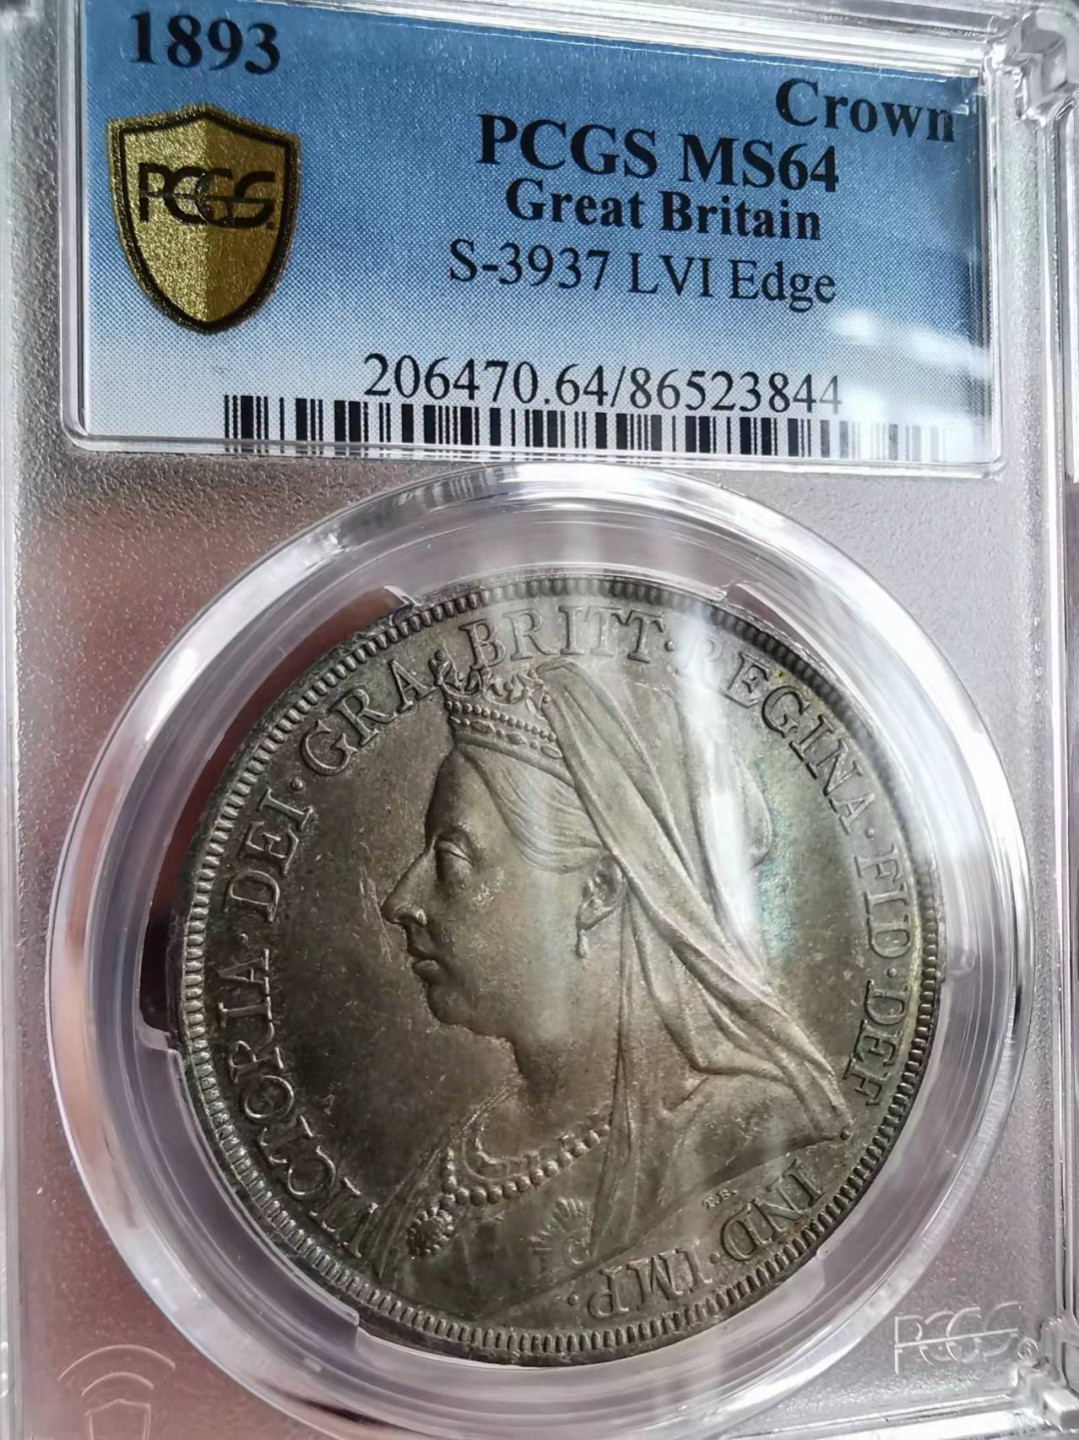 1893
Crown
PCGS
PCGS MS64
Great Britain
S-3937 LVI Edge
206470.64/86523844
VICTORIA·DEI·GRA·BRITT·REGINA·FID·DEF·IND·IMP·
T.B.
PCGS